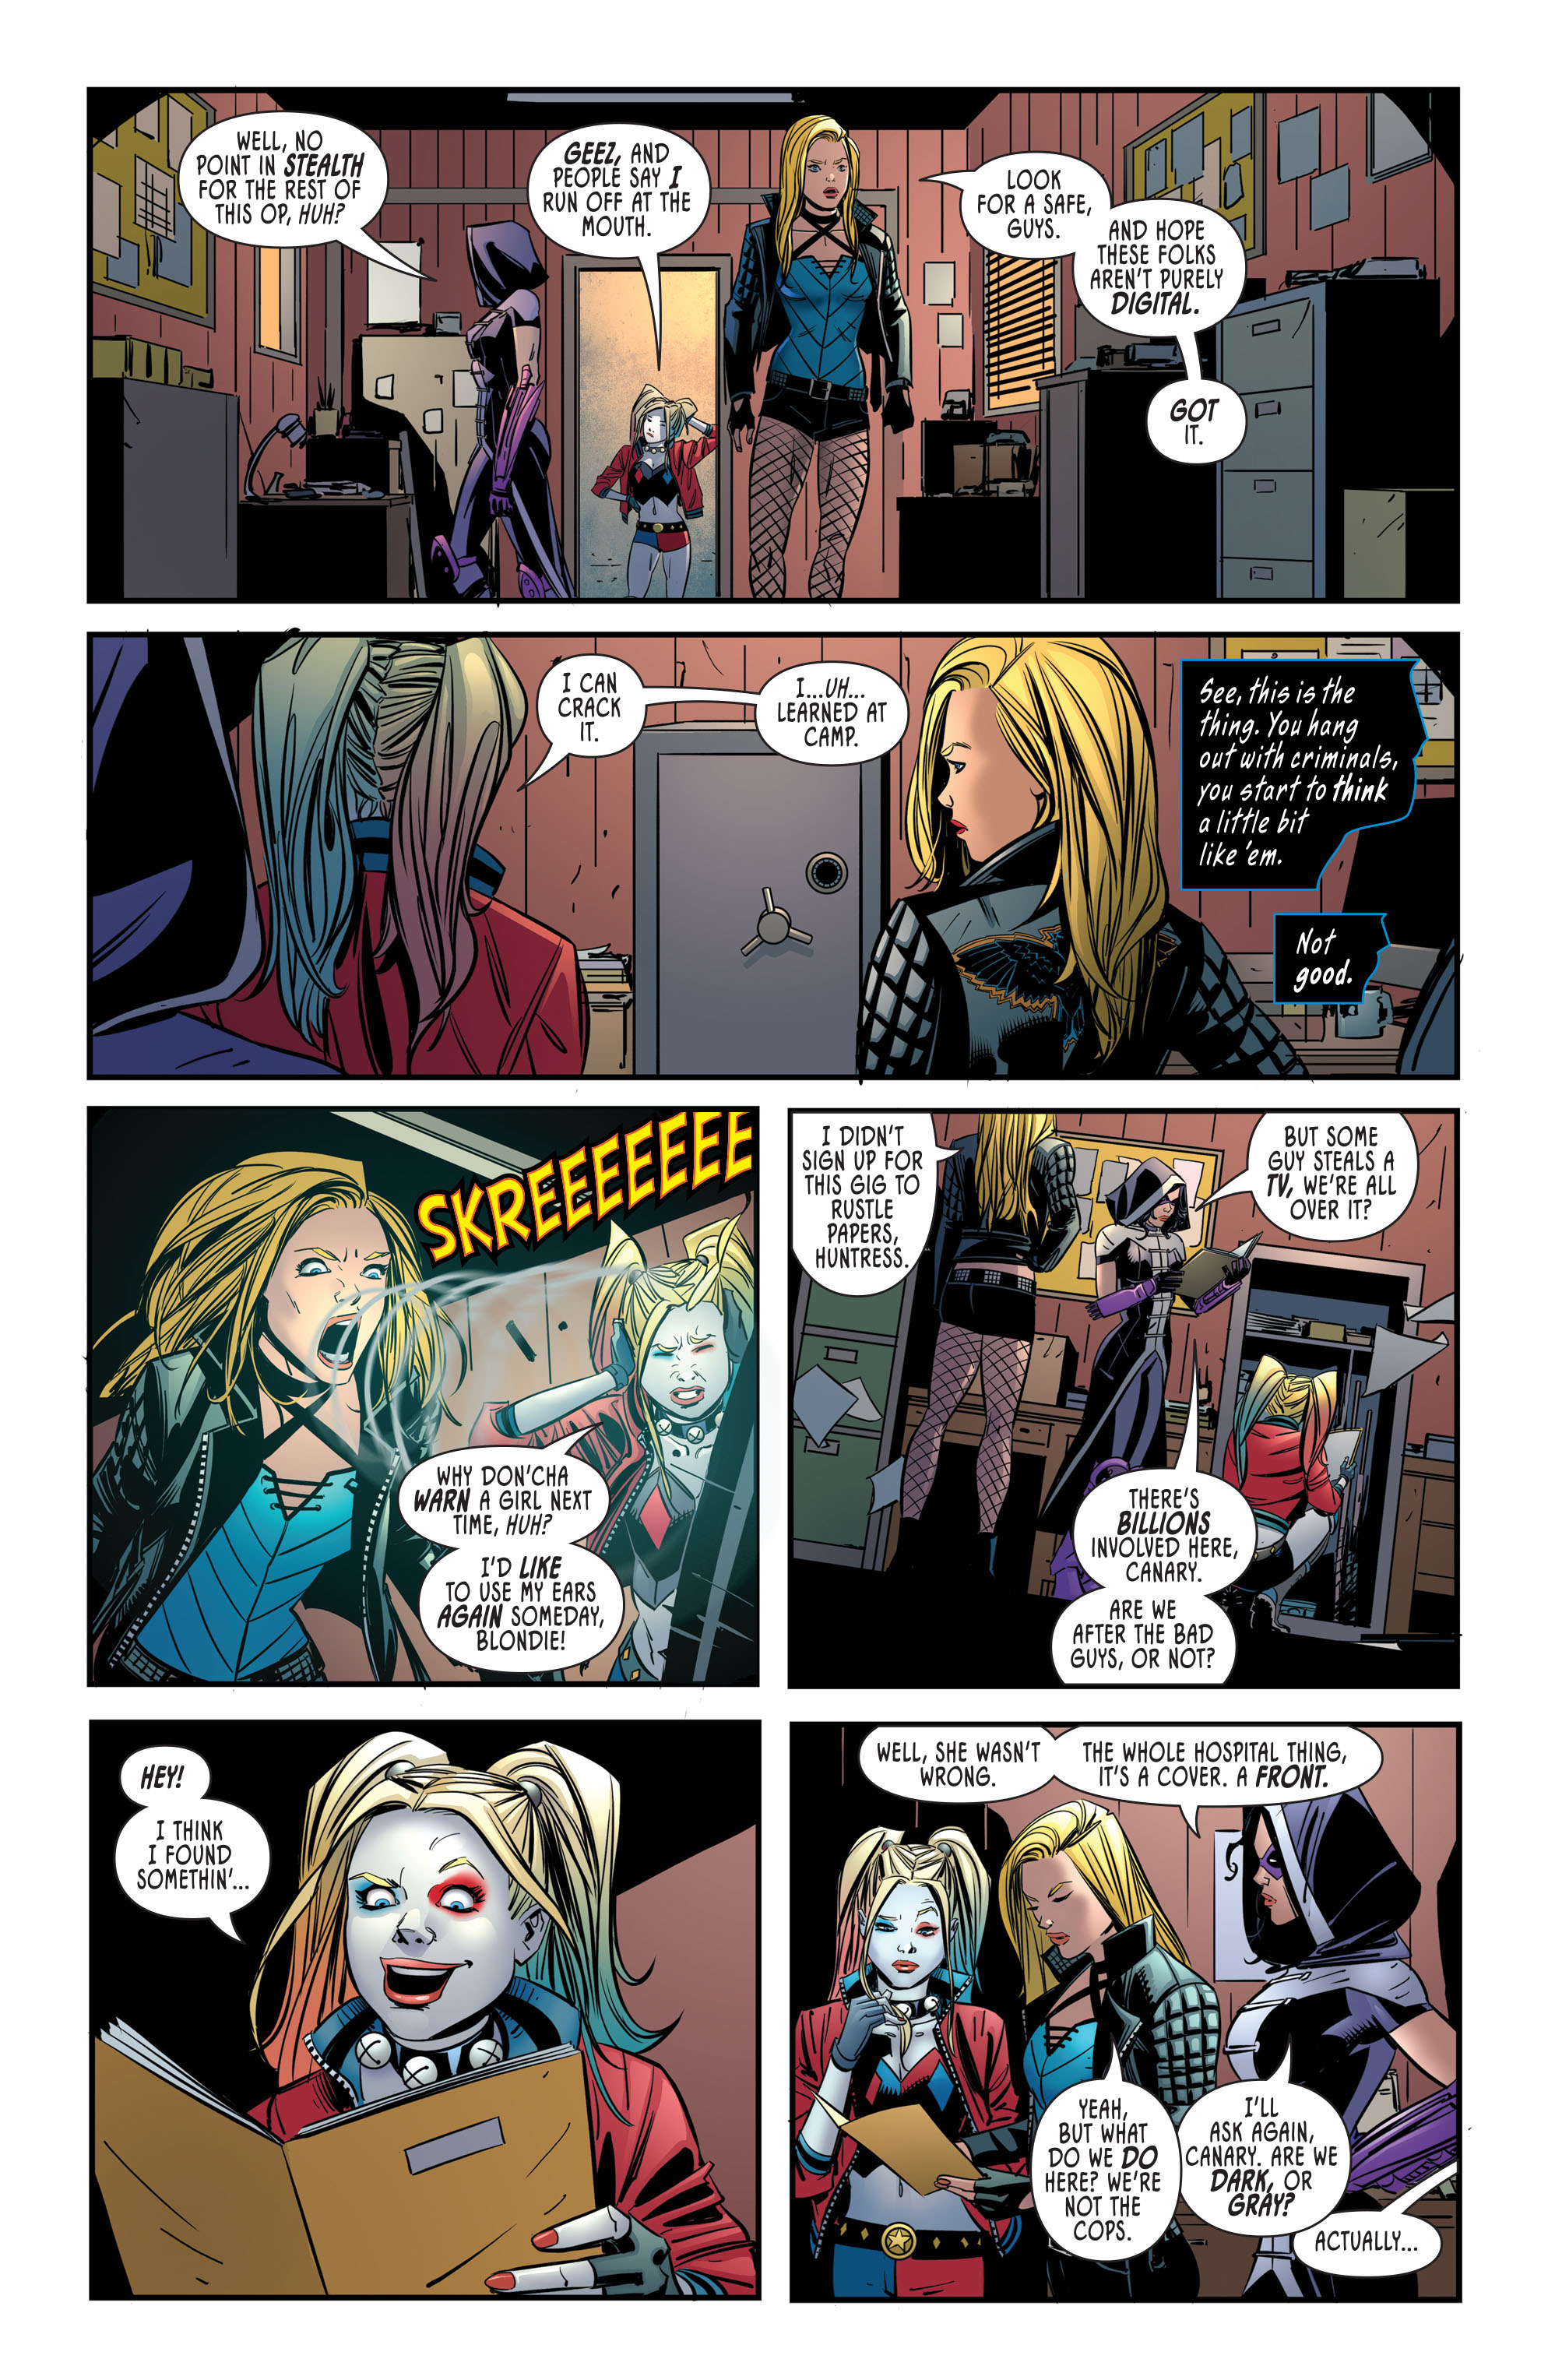 WELL, NO
POINT IN STEALTH
FOR THE REST OF
THIS OP, HUH?
GEEZ, AND
PEOPLE SAY I
RUN OFF AT THE
MOUTH.
LOOK
FOR A SAFE,
GUYS.
AND HOPE
THESE FOLKS
AREN'T PURELY
DIGITAL.
GOT
IT.
I CAN
CRACK
IT.
I...UH...
LEARNED AT
CAMP.
See, this is the
thing. You hang
out with criminals,
you start to think
a little bit
like 'em.
Not
good.
SKREEEEEEE
WHY DON'CHA
WARN A GIRL NEXT
TIME, HUH?
I'D LIKE
TO USE MY EARS
AGAIN SOMEDAY,
BLONDIE!
I DIDN'T
SIGN UP FOR
THIS GIG TO
RUSTLE
PAPERS,
HUNTRESS.
BUT SOME
GUY STEALS A
TV, WE'RE ALL
OVER IT?
THERE'S
BILLIONS
INVOLVED HERE,
CANARY.
ARE WE
AFTER THE BAD
GUYS, OR NOT?
HEY!
I THINK
I FOUND
SOMETHIN'...
WELL, SHE WASN'T
WRONG.
THE WHOLE HOSPITAL THING,
IT'S A COVER. A FRONT.
YEAH,
BUT WHAT
DO WE DO
HERE? WE'RE
NOT THE
COPS.
I'LL
ASK AGAIN,
CANARY. ARE WE
DARK, OR
GRAY?
ACTUALLY...